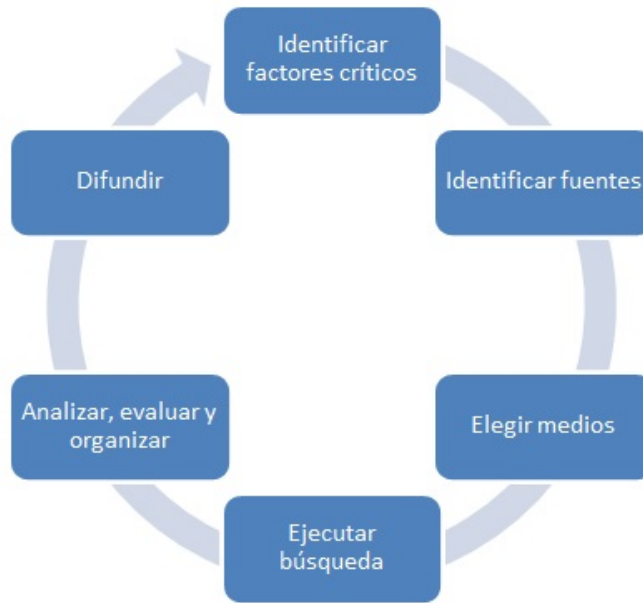 Identificar
factores críticos
Identificar fuentes
Elegir medios
Ejecutar
búsqueda
Analizar, evaluar y
organizar
Difundir